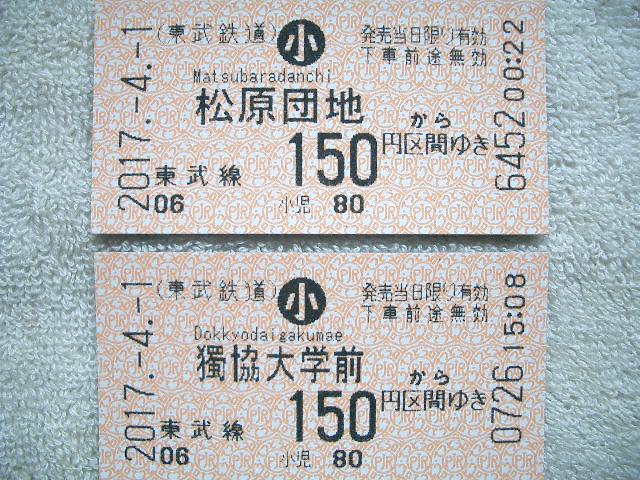 (東武鉄道) 小 発売当日限り有効
下車前途無効
Matsubaradanchi
松原団地 から
150 円区間ゆき
東武線
06 小児 80
2017.-4.-1
6452 00:22
(東武鉄道) 小 発売当日限り有効
下車前途無効
Dokkyodaigakumae
獨協大学前 から
150 円区間ゆき
東武線
06 小児 80
2017.-4.-1
0726 15:08